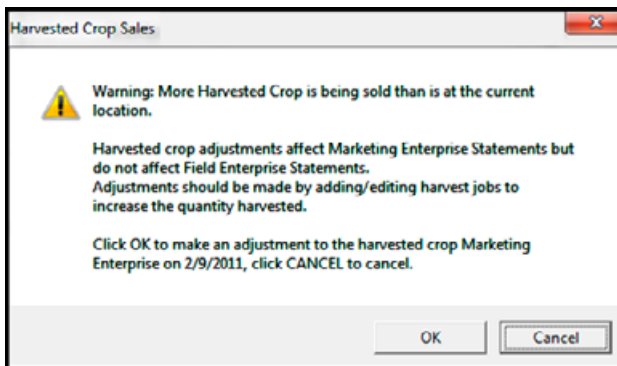 Harvested Crop Sales
Warning: More Harvested Crop is being sold than is at the current
location.
Harvested crop adjustments affect Marketing Enterprise Statements but
do not affect Field Enterprise Statements.
Adjustments should be made by adding/editing harvest jobs to
increase the quantity harvested.
Click OK to make an adjustment to the harvested crop Marketing
Enterprise on 2/9/2011, click CANCEL to cancel.
OK Cancel